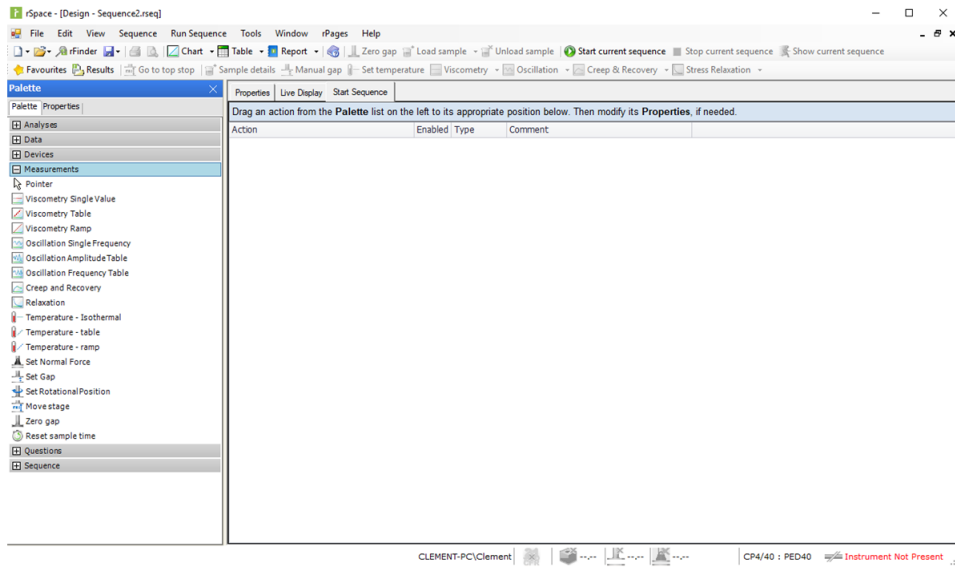 rSpace - [Design - Sequence2.rseq]
File Edit View Sequence Run Sequence Tools Window rPages Help
rFinder Chart Table Report Zero gap Load sample Unload sample Start current sequence Stop current sequence Show current sequence
Favourites Results Go to top stop Sample details Manual gap Set temperature Viscometry Oscillation Creep & Recovery Stress Relaxation
Palette
Palette Properties
Properties Live Display Start Sequence
Drag an action from the Palette list on the left to its appropriate position below. Then modify its Properties, if needed.
Action Enabled Type Comment
Analyses
Data
Devices
Measurements
Pointer
Viscometry Single Value
Viscometry Table
Viscometry Ramp
Oscillation Single Frequency
Oscillation Amplitude Table
Oscillation Frequency Table
Creep and Recovery
Relaxation
Temperature - Isothermal
Temperature - table
Temperature - ramp
Set Normal Force
Set Gap
Set Rotational Position
Move stage
Zero gap
Reset sample time
Questions
Sequence
CLEMENT-PC\Clement --.-- --.-- --.-- CP4/40 : PED40 Instrument Not Present